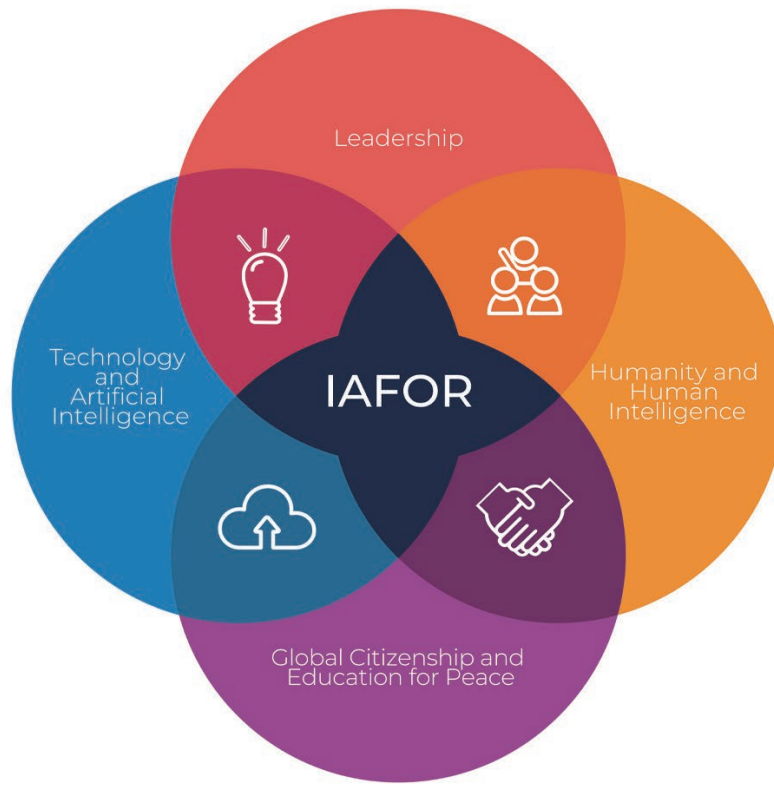 Leadership
Technology
and
Artificial
Intelligence
IAFOR
Humanity and
Human
Intelligence
Global Citizenship and
Education for Peace